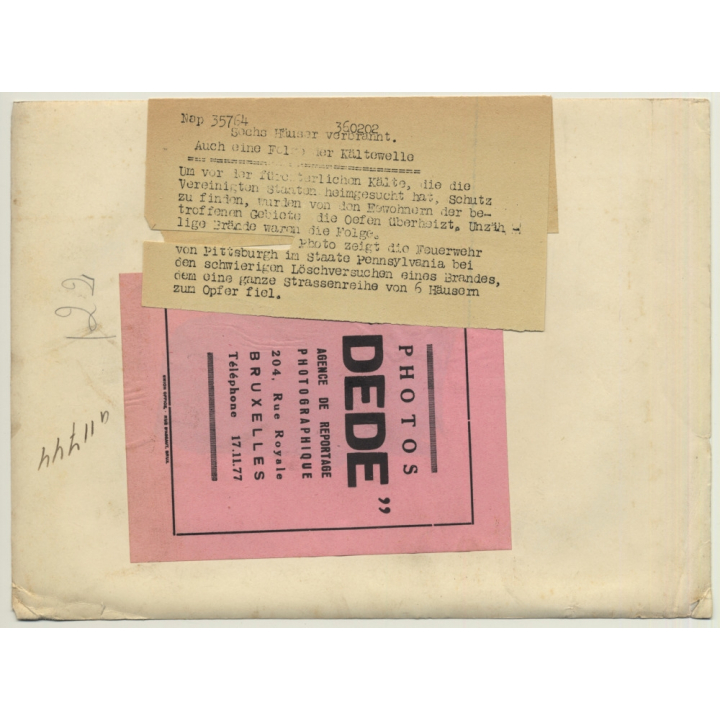 Nap 35764
360202
Sechs Häuser verbrannt.
Auch eine Folge der Kältewelle
Um vor der fürchterlichen Kälte, die die
Vereinigten Staaten heimgesucht hat, Schutz
zu finden, wurden von den Bewohnern der be-
troffenen Gebiete die Oefen überheizt. Unzäh-
lige Brände waren die Folge.
Photo zeigt die Feuerwehr
von Pittsburgh im Staate Pennsylvania bei
den schwierigen Löschversuchen eines Brandes,
dem eine ganze Strassenreihe von 6 Häusern
zum Opfer fiel.
PHOTOS
DEDE"
AGENCE DE REPORTAGE
PHOTOGRAPHIQUE
204, Rue Royale
BRUXELLES
Téléphone 17.11.77
122